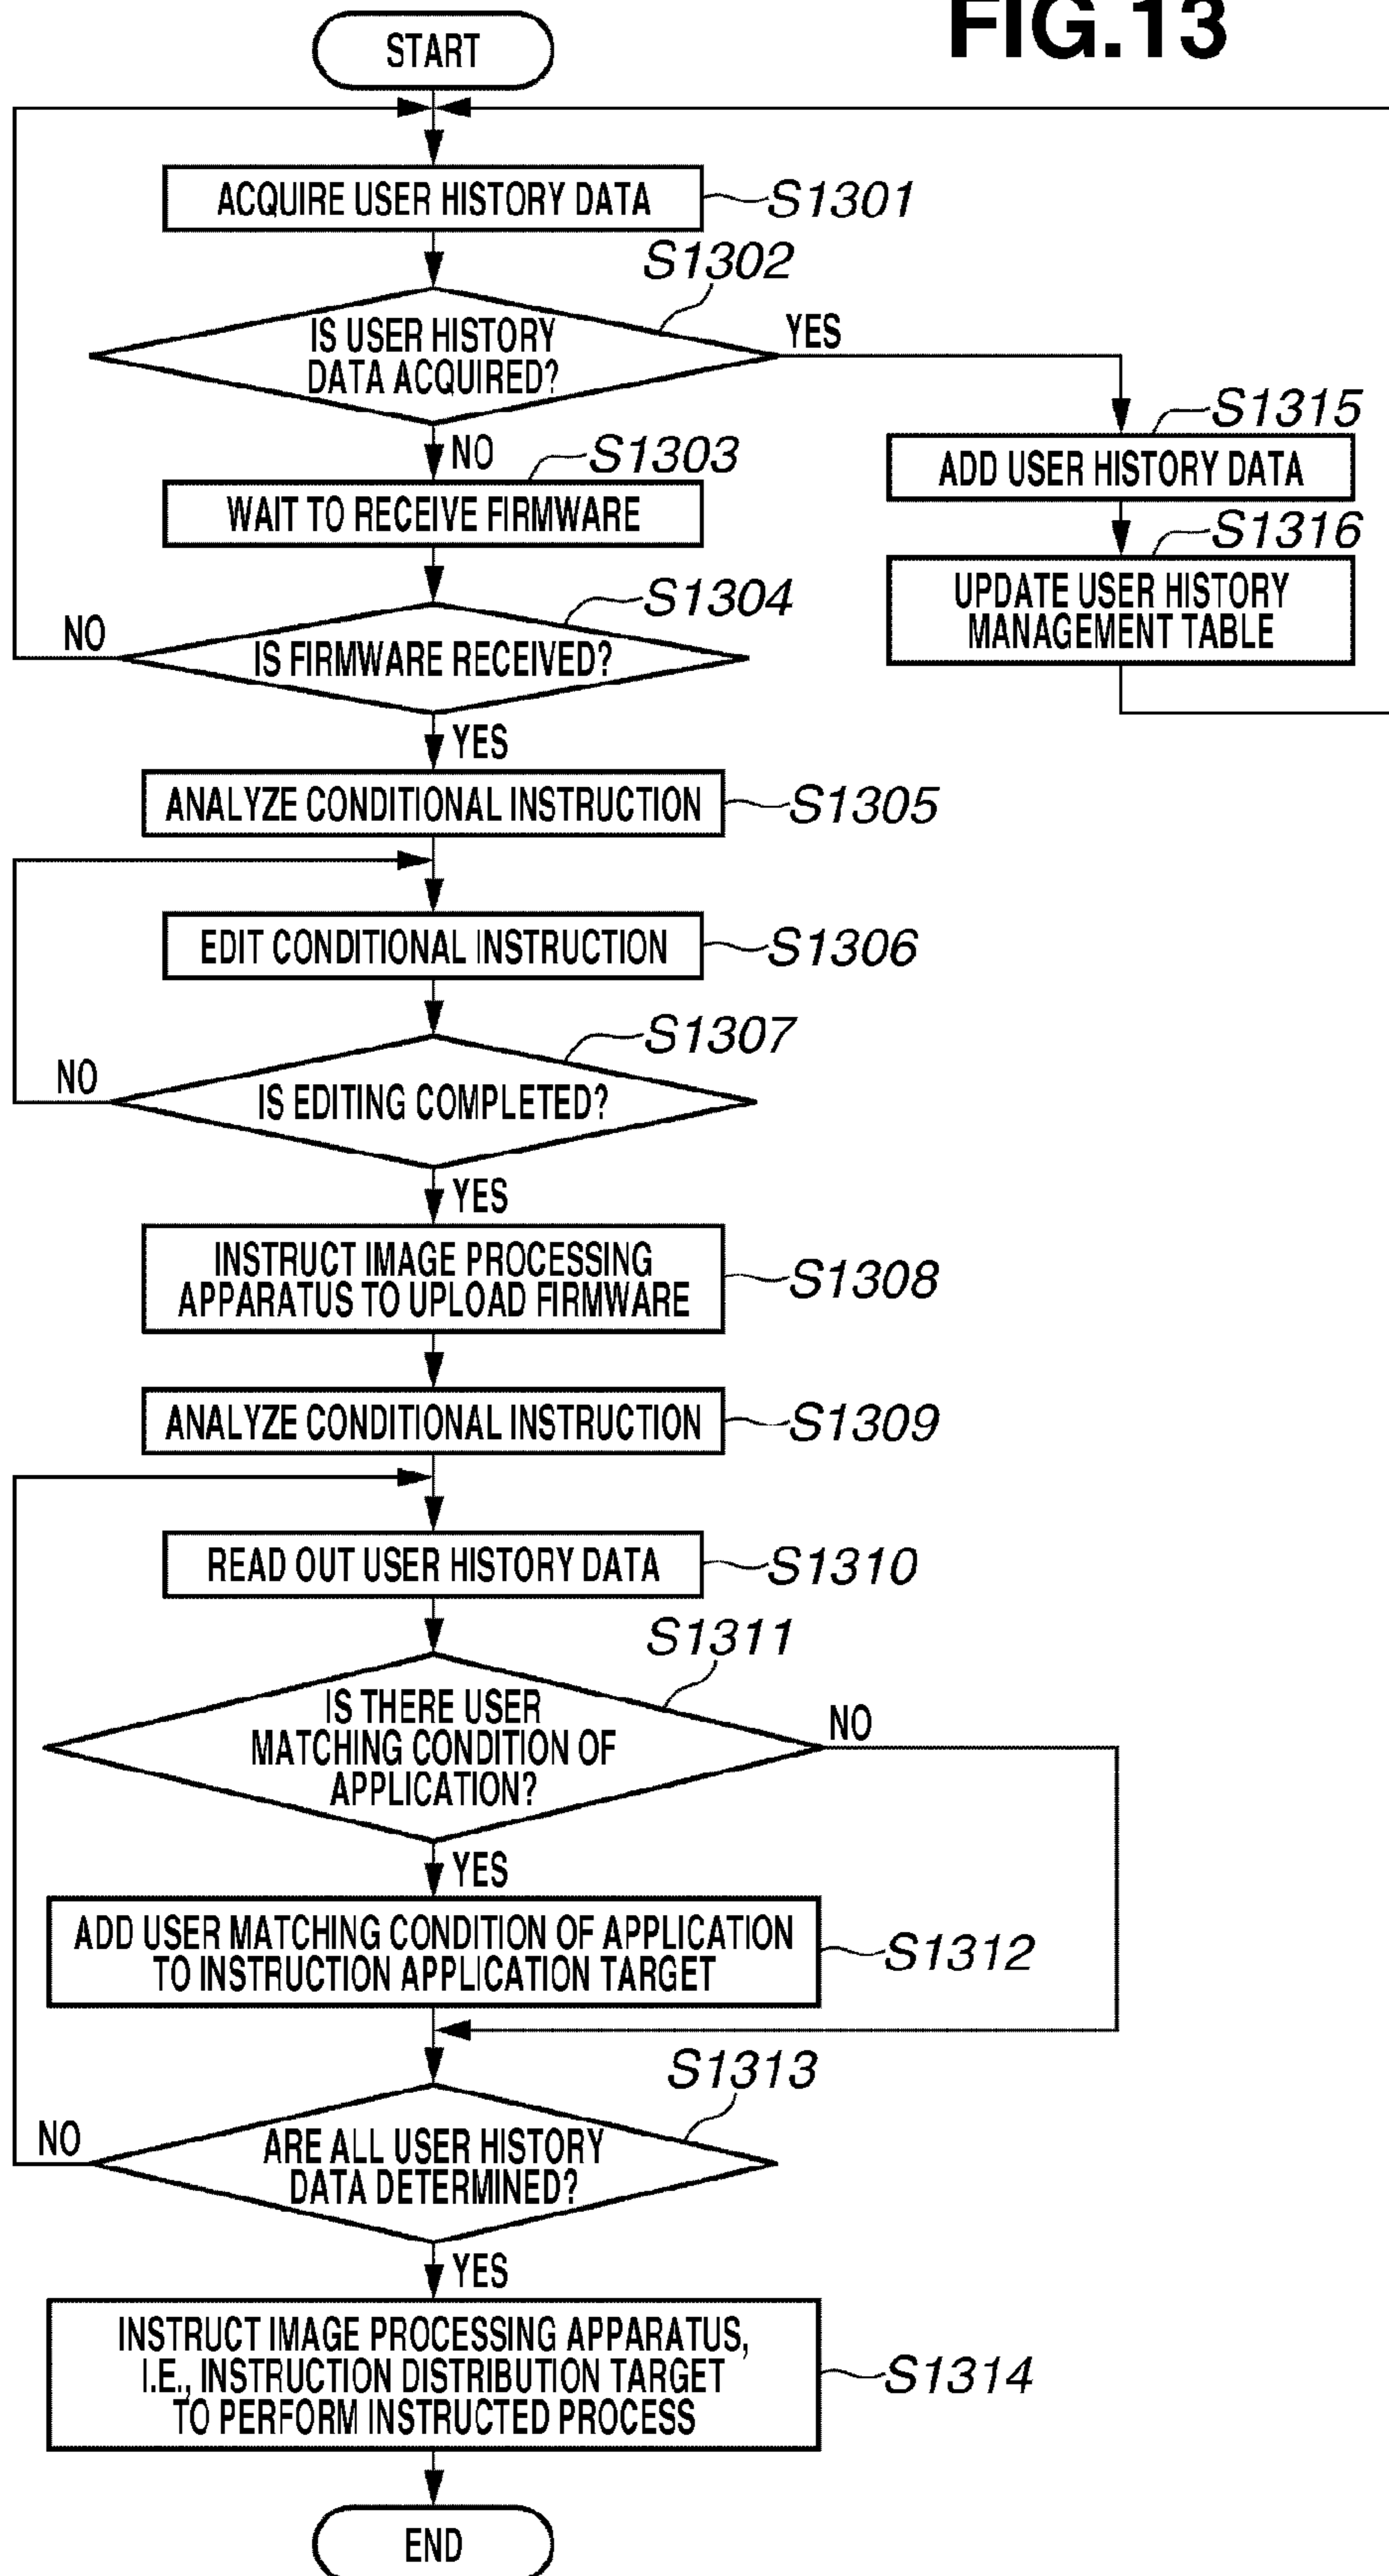 FIG.13
START
ACQUIRE USER HISTORY DATA
S1301
S1302
IS USER HISTORY
DATA ACQUIRED?
YES
NO
S1303
WAIT TO RECEIVE FIRMWARE
S1315
ADD USER HISTORY DATA
S1316
UPDATE USER HISTORY
MANAGEMENT TABLE
S1304
NO
IS FIRMWARE RECEIVED?
YES
ANALYZE CONDITIONAL INSTRUCTION
S1305
EDIT CONDITIONAL INSTRUCTION
S1306
S1307
NO
IS EDITING COMPLETED?
YES
INSTRUCT IMAGE PROCESSING
APPARATUS TO UPLOAD FIRMWARE
S1308
ANALYZE CONDITIONAL INSTRUCTION
S1309
READ OUT USER HISTORY DATA
S1310
S1311
IS THERE USER
MATCHING CONDITION OF
APPLICATION?
NO
YES
ADD USER MATCHING CONDITION OF APPLICATION
TO INSTRUCTION APPLICATION TARGET
S1312
S1313
NO
ARE ALL USER HISTORY
DATA DETERMINED?
YES
INSTRUCT IMAGE PROCESSING APPARATUS,
I.E., INSTRUCTION DISTRIBUTION TARGET
TO PERFORM INSTRUCTED PROCESS
S1314
END